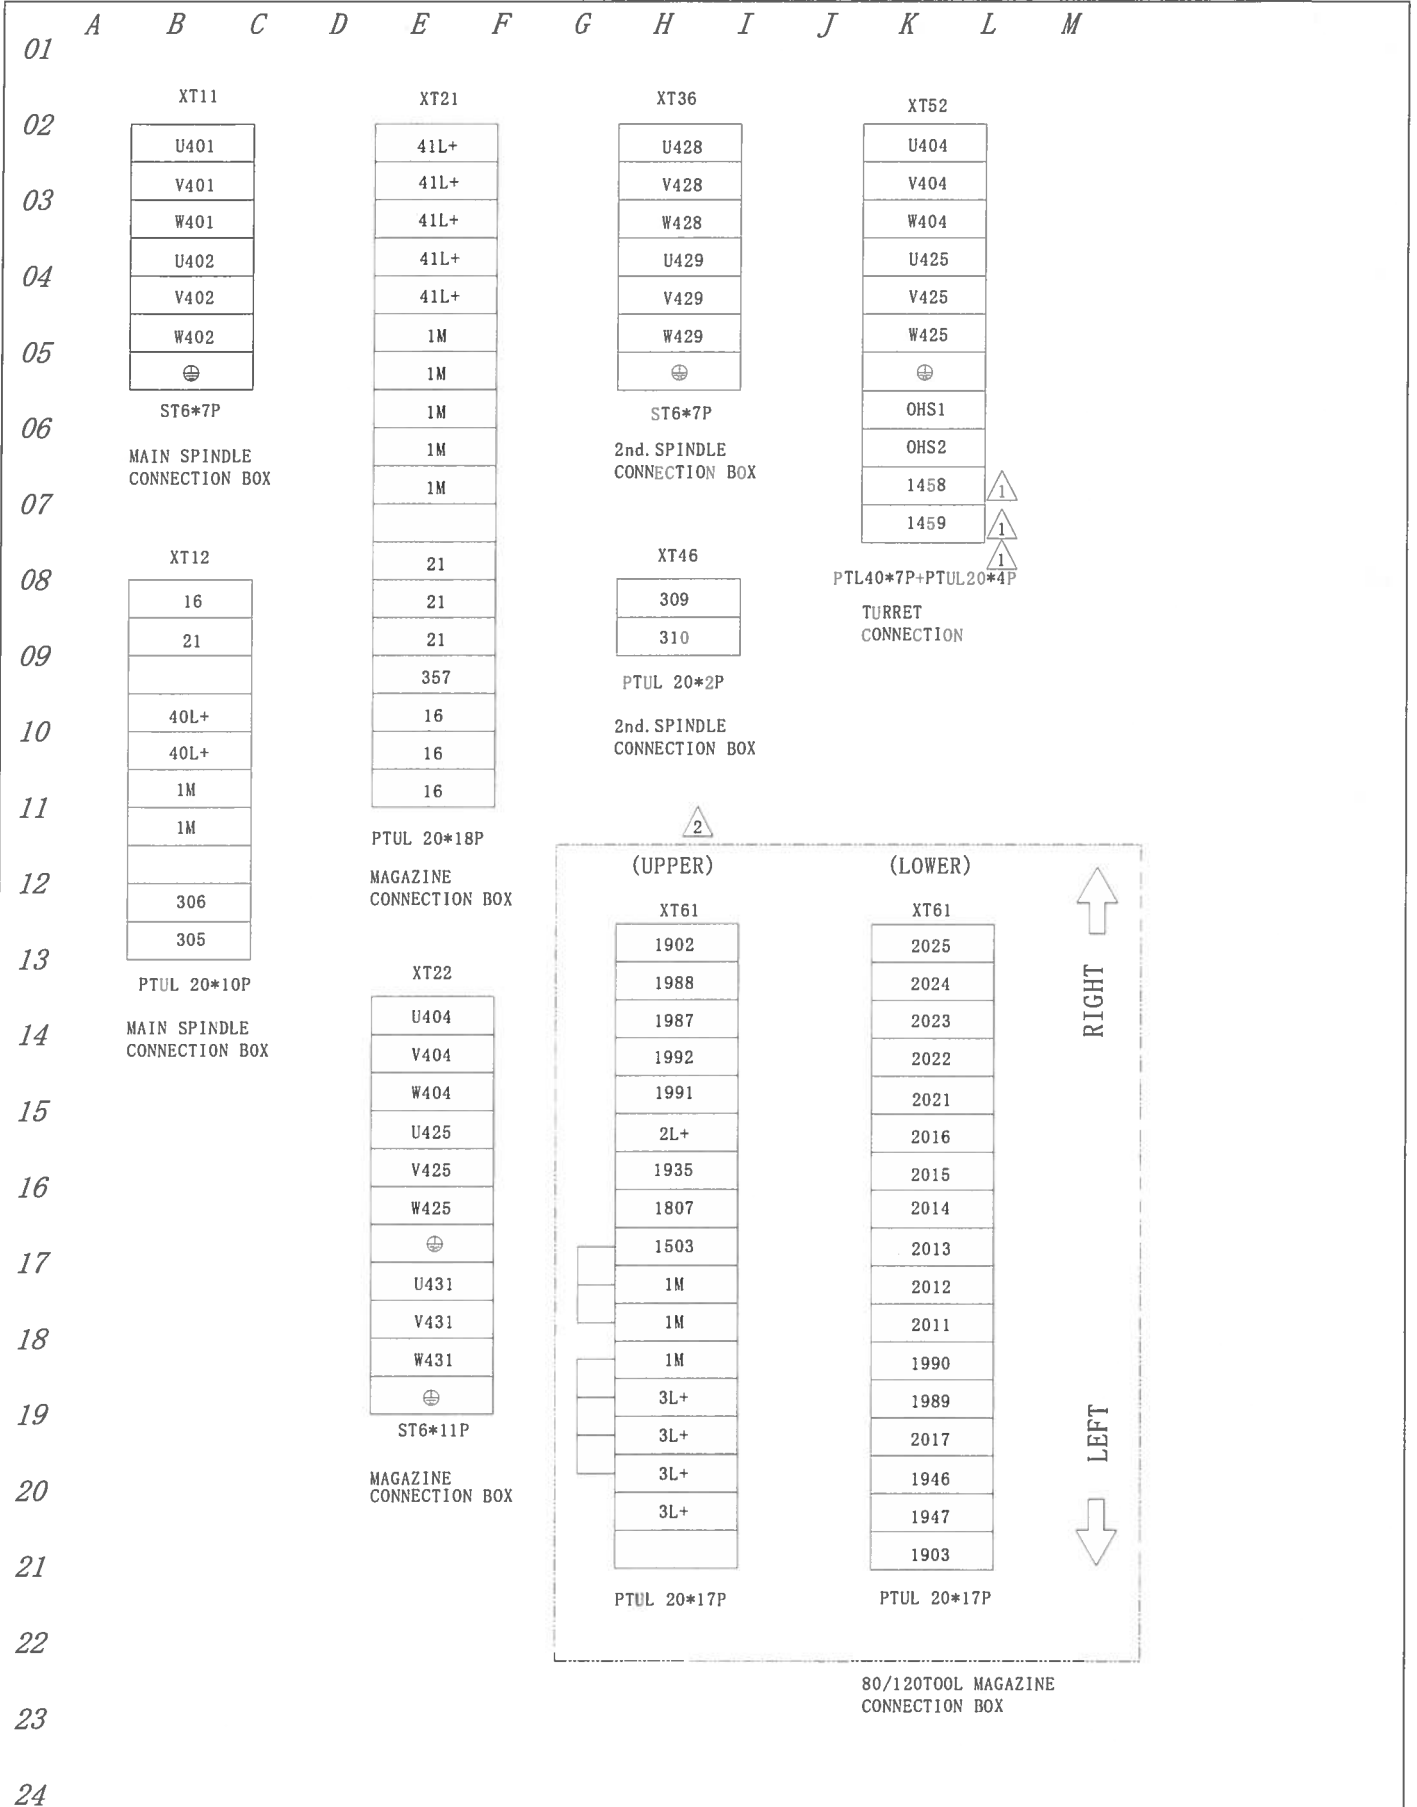 A B C D E F G H I J K L M
01
02
03
04
05
06
07
08
09
10
11
12
13
14
15
16
17
18
19
20
21
22
23
24
XT11
U401
V401
W401
U402
V402
W402
ST6*7P
MAIN SPINDLE
CONNECTION BOX
XT12
16
21
40L+
40L+
1M
1M
306
305
PTUL 20*10P
MAIN SPINDLE
CONNECTION BOX
XT21
41L+
41L+
41L+
41L+
41L+
1M
1M
1M
1M
1M
21
21
21
357
16
16
16
PTUL 20*18P
MAGAZINE
CONNECTION BOX
XT22
U404
V404
W404
U425
V425
W425
U431
V431
W431
ST6*11P
MAGAZINE
CONNECTION BOX
XT36
U428
V428
W428
U429
V429
W429
ST6*7P
2nd. SPINDLE
CONNECTION BOX
XT46
309
310
PTUL 20*2P
2nd. SPINDLE
CONNECTION BOX
XT52
U404
V404
W404
U425
V425
W425
OHS1
OHS2
1458 1
1459 1
1
PTL40*7P+PTUL20*4P
TURRET
CONNECTION
2
(UPPER)
XT61
1902
1988
1987
1992
1991
2L+
1935
1807
1503
1M
1M
1M
3L+
3L+
3L+
3L+
PTUL 20*17P
(LOWER)
XT61
2025
2024
2023
2022
2021
2016
2015
2014
2013
2012
2011
1990
1989
2017
1946
1947
1903
PTUL 20*17P
RIGHT
LEFT
80/120TOOL MAGAZINE
CONNECTION BOX